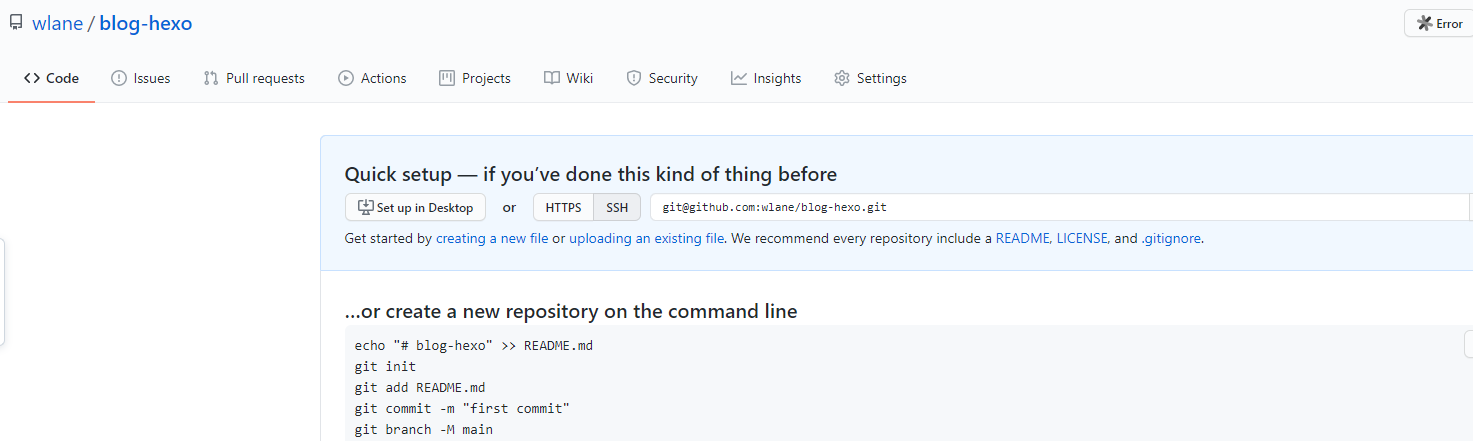 wlane / blog-hexo
Error
Code Issues Pull requests Actions Projects Wiki Security Insights Settings
Quick setup — if you’ve done this kind of thing before
Set up in Desktop or HTTPS SSH git@github.com:wlane/blog-hexo.git
Get started by creating a new file or uploading an existing file. We recommend every repository include a README, LICENSE, and .gitignore.
…or create a new repository on the command line
echo "# blog-hexo" >> README.md
git init
git add README.md
git commit -m "first commit"
git branch -M main